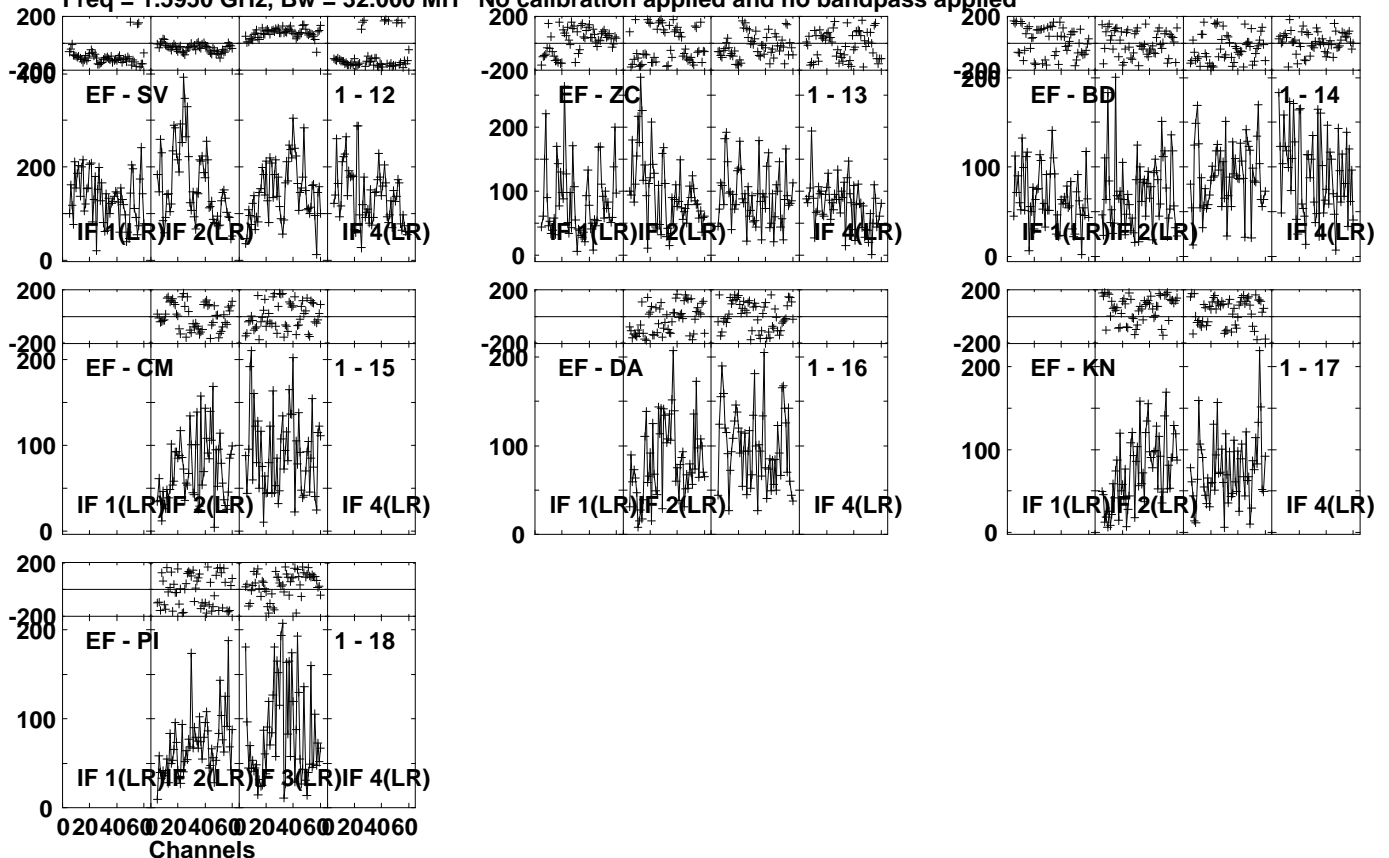 Freq = 1.5950 GHz, Bw = 32.000 MH No calibration applied and no bandpass applied
200
-200
400
EF - SV
1 - 12
200
0
IF 1(LR)
IF 2(LR)
IF 4(LR)
200
-200
EF - ZC
1 - 13
200
100
0
IF 1(LR)
IF 2(LR)
IF 4(LR)
200
-200
200
EF - BD
1 - 14
100
0
IF 1(LR)
IF 2(LR)
IF 4(LR)
200
-200
200
EF - CM
1 - 15
100
0
IF 1(LR)
IF 2(LR)
IF 4(LR)
200
-200
200
EF - DA
1 - 16
100
0
IF 1(LR)
IF 2(LR)
IF 4(LR)
200
-200
200
EF - KN
1 - 17
100
0
IF 1(LR)
IF 2(LR)
IF 4(LR)
200
-200
200
EF - PI
1 - 18
100
0
IF 1(LR)
IF 2(LR)
IF 3(LR)
IF 4(LR)
0 20 40 60 0 20 40 60 0 20 40 60 0 20 40 60
Channels